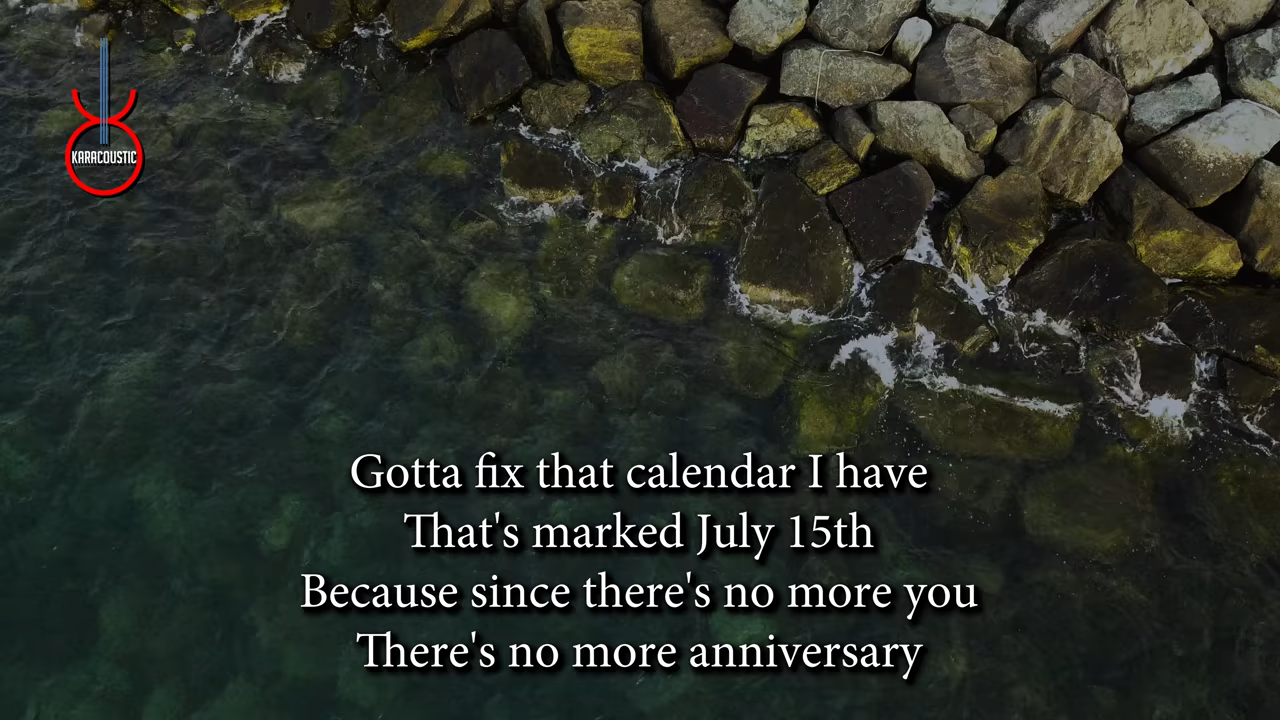 KARACOUSTIC
Gotta fix that calendar I have
That's marked July 15th
Because since there's no more you
There's no more anniversary